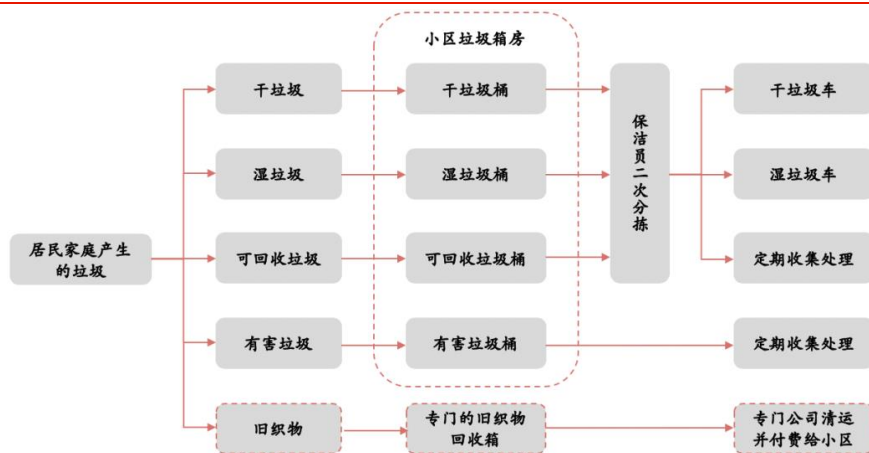 小区垃圾箱房
干垃圾
干垃圾桶
干垃圾车
湿垃圾
湿垃圾桶
保洁员二次分拣
湿垃圾车
居民家庭产生
的垃圾
可回收垃圾
可回收垃圾桶
定期收集处理
有害垃圾
有害垃圾桶
定期收集处理
旧织物
专门的旧织物
回收箱
专门公司清运
并付费给小区